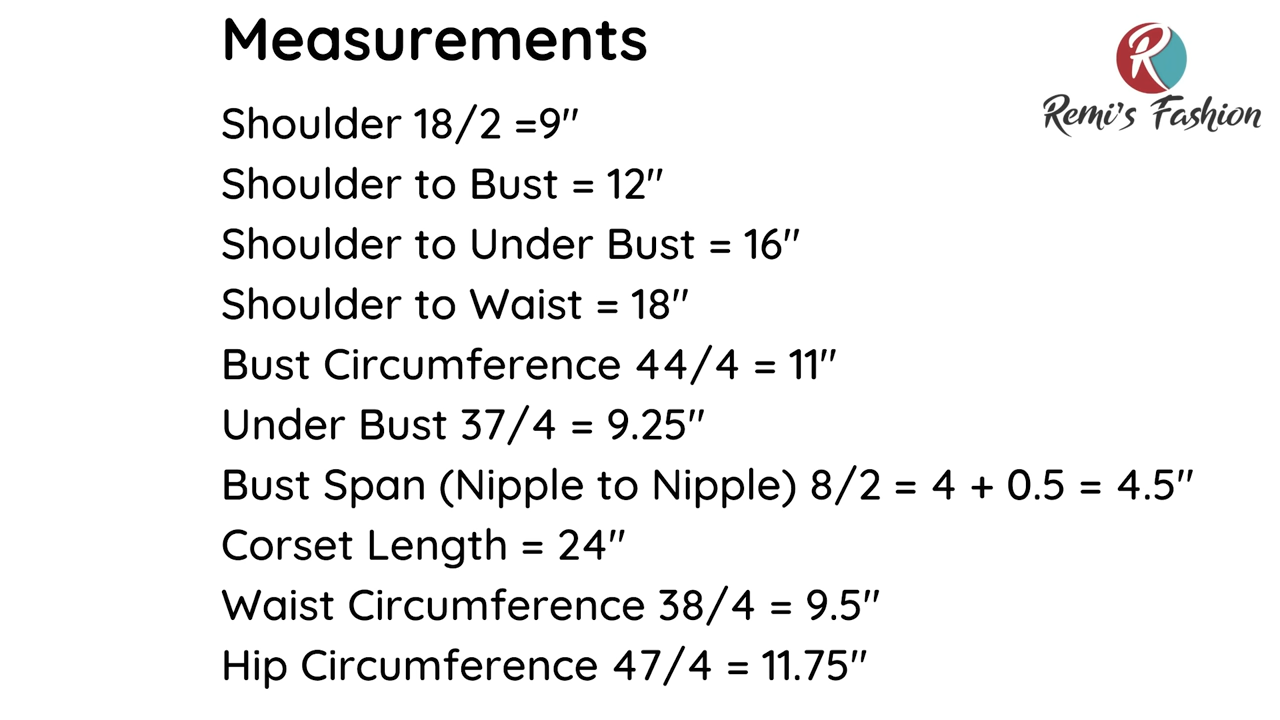 Measurements
R
Remi's Fashion
Shoulder 18/2 =9"
Shoulder to Bust = 12"
Shoulder to Under Bust = 16"
Shoulder to Waist = 18"
Bust Circumference 44/4 = 11"
Under Bust 37/4 = 9.25"
Bust Span (Nipple to Nipple) 8/2 = 4 + 0.5 = 4.5"
Corset Length = 24"
Waist Circumference 38/4 = 9.5"
Hip Circumference 47/4 = 11.75"